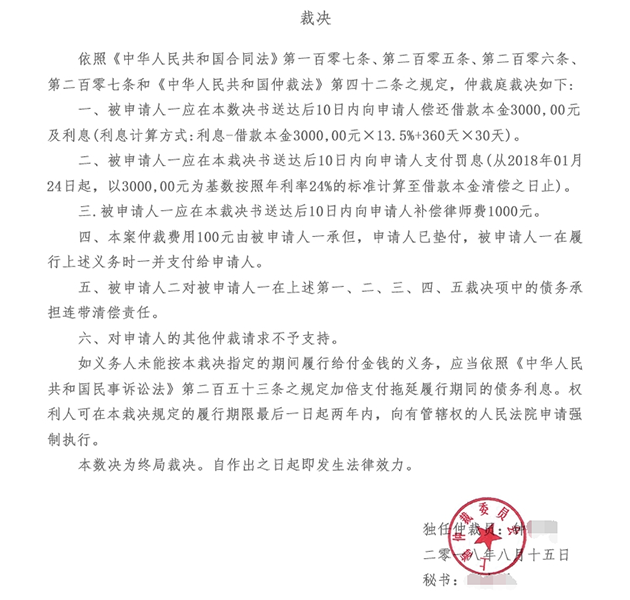 裁决
依照《中华人民共和国合同法》第一百零七条、第二百零五条、第二百零六条、
第二百零七条和《中华人民共和国仲裁法》第四十二条之规定，仲裁庭裁决如下:
一、被申请人一应在本数决书送达后10日内向申请人偿还借款本金3000,00元
及利息(利息计算方式:利息-借款本金3000,00元×13.5%+360天×30天)。
二、被申请人一应在本裁决书送达后10日内向申请人支付罚息(从2018年01月
24日起，以3000,00元为基数按照年利率24%的标准计算至借款本金清偿之日止)。
三.被申请人一应在本裁决书送达后10日内向申请人补偿律师费1000元。
四、本案仲裁费用100元由被申请人一承但，申请人已垫付，被申请人一在履
行上述义务时一并支付给申请人。
五、被申请人二对被申请人一在上述第一、二、三、四、五裁决项中的债务承
担连带清偿责任。
六、对申请人的其他仲裁请求不予支持。
如义务人未能按本裁决指定的期间履行给付金钱的义务，应当依照《中华人民
共和国民事诉讼法》第二百五十三条之规定加倍支付拖延履行期同的债务利息。权
利人可在本裁决规定的履行期限最后一日起两年内，向有管辖权的人民法院申请强
制执行。
本数决为终局裁决。自作出之日起即发生法律效力。
独任仲裁员：钟
二零一八年八月十五日
秘书：
仲裁委员会